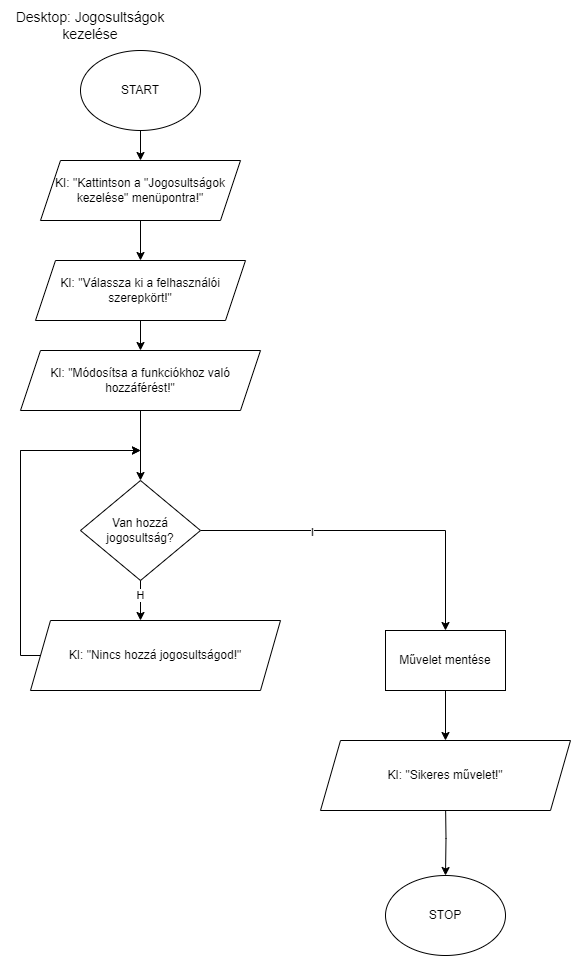 Desktop: Jogosultságok
kezelése
START
KI: "Kattintson a "Jogosultságok
kezelése" menüpontra!"
KI: "Válassza ki a felhasználói
szerepkört!"
KI: "Módosítsa a funkciókhoz való
hozzáférést!"
Van hozzá
jogosultság?
i
H
KI: "Nincs hozzá jogosultságod!"
Művelet mentése
KI: "Sikeres művelet!"
STOP